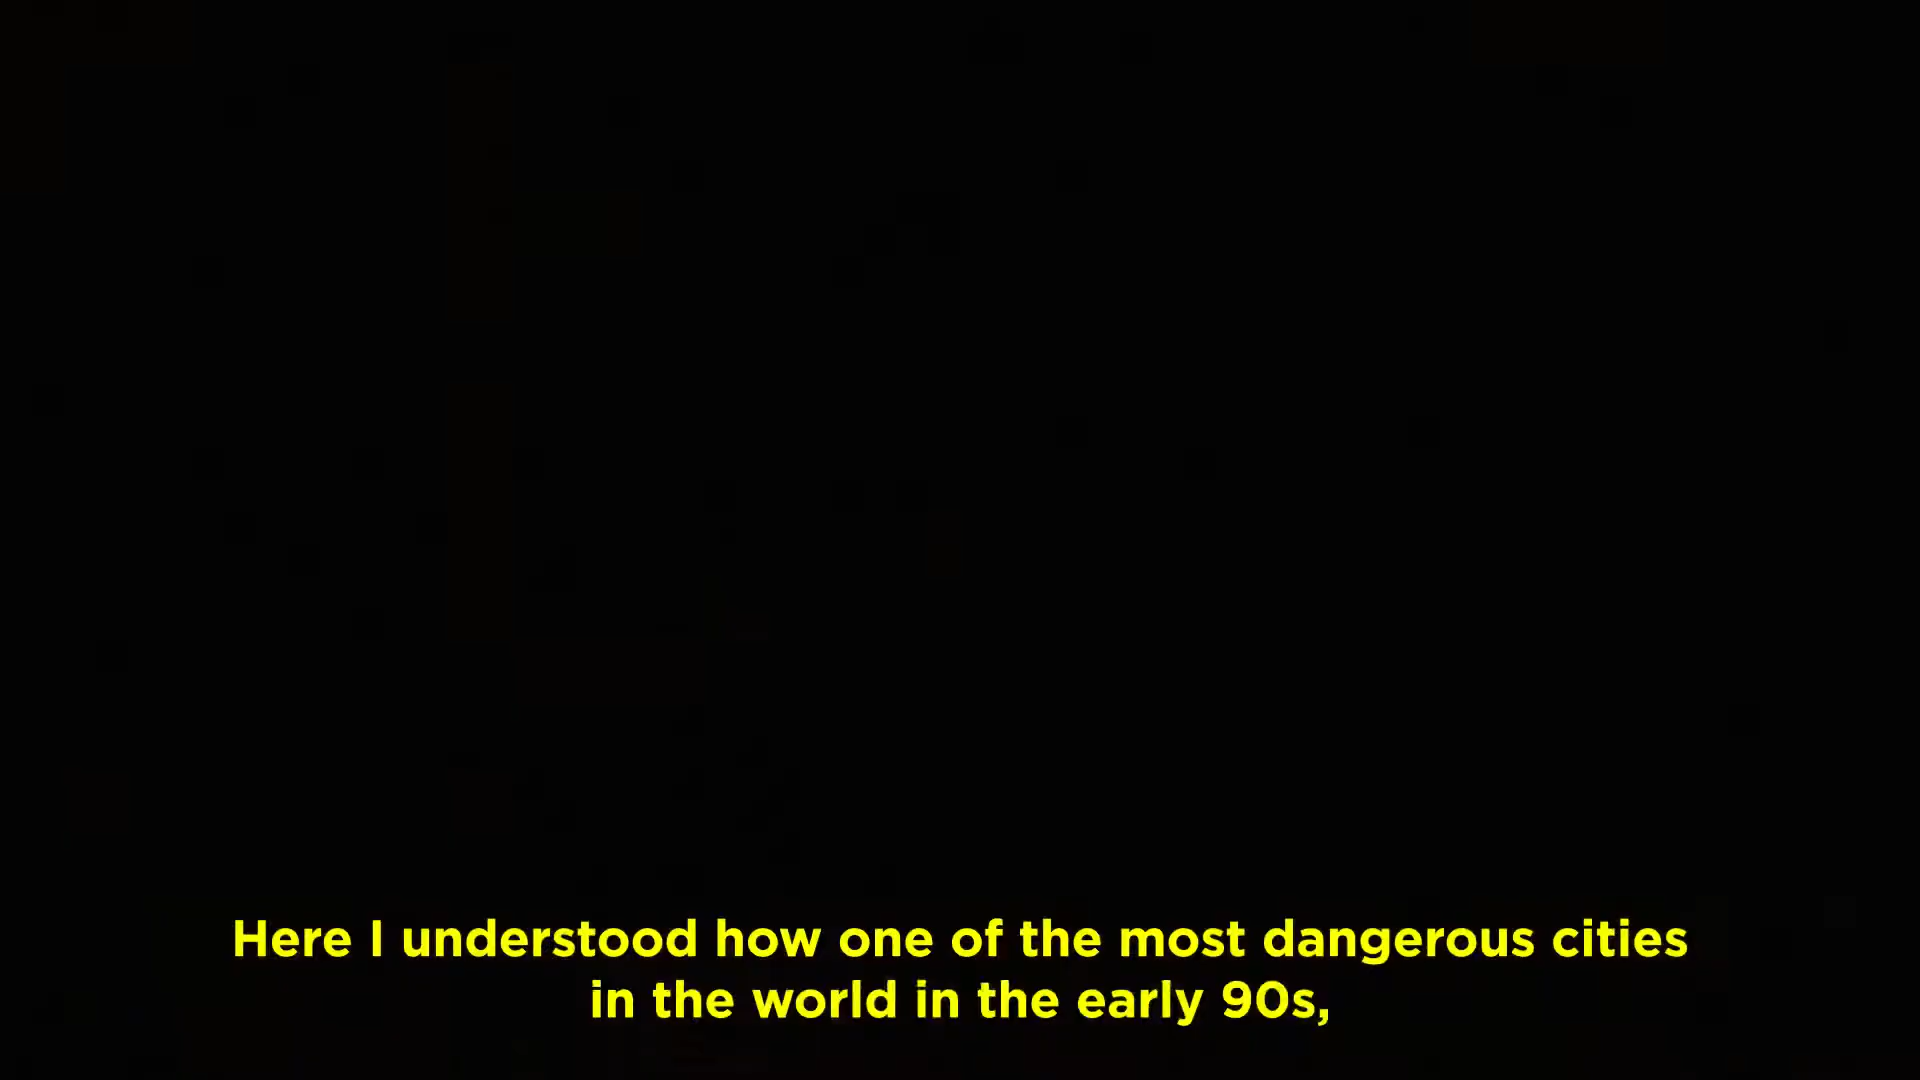 Here I understood how one of the most dangerous cities
in the world in the early 90s,